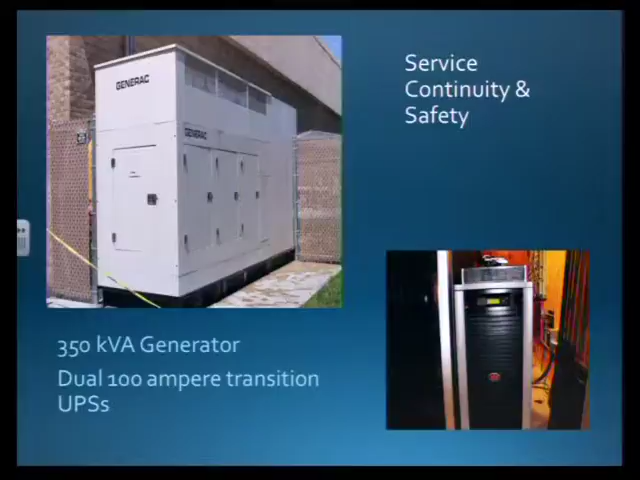 GENERAC
GENERAC
Service
Continuity &
Safety
350 kVA Generator
Dual 100 ampere transition
UPSs